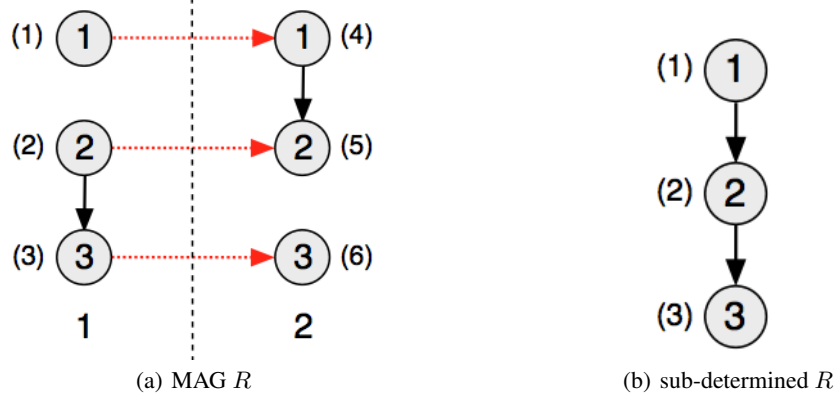 (1) 1 1 (4)
(2) 2 2 (5)
(3) 3 3 (6)
1 2
(a) MAG R
(1) 1
(2) 2
(3) 3
(b) sub-determined R